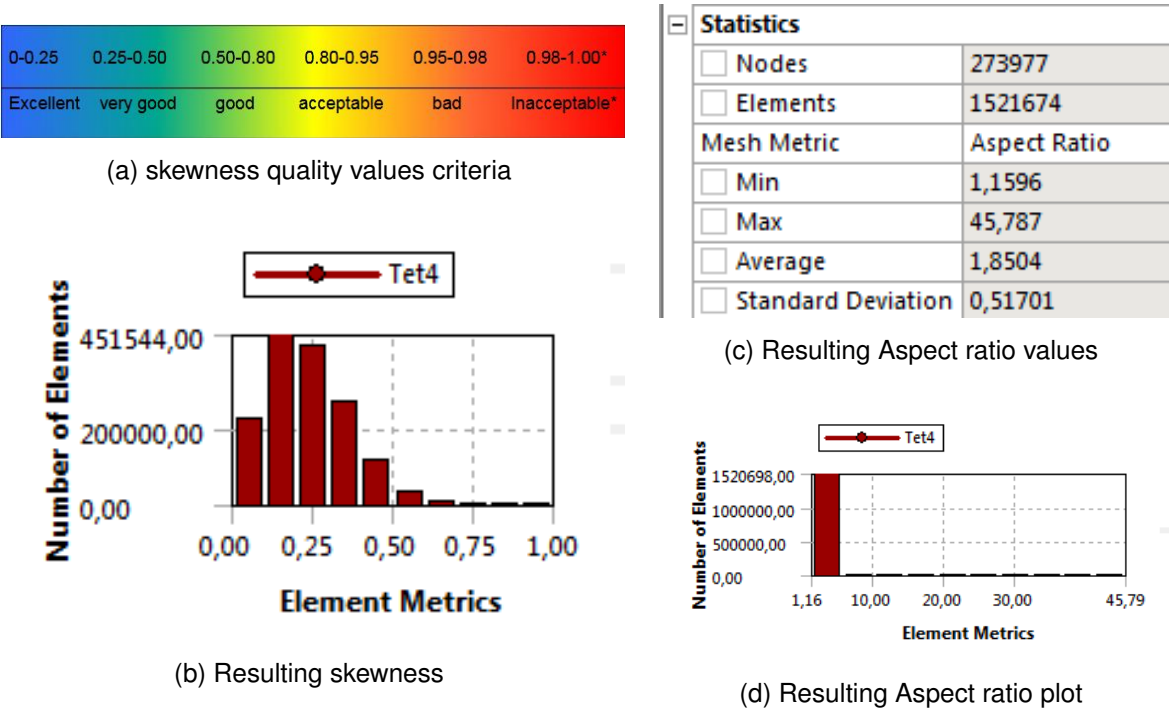 0-0.25 0.25-0.50 0.50-0.80 0.80-0.95 0.95-0.98 0.98-1.00*
Excellent very good good acceptable bad Inacceptable*
(a) skewness quality values criteria
Tet4
Number of Elements
451544,00
200000,00
0,00
0,00 0,25 0,50 0,75 1,00
Element Metrics
(b) Resulting skewness
Statistics
Nodes 273977
Elements 1521674
Mesh Metric Aspect Ratio
Min 1,1596
Max 45,787
Average 1,8504
Standard Deviation 0,51701
(c) Resulting Aspect ratio values
Tet4
Number of Elements
1520698,00
1000000,00
500000,00
0,00
1,16 10,00 20,00 30,00 45,79
Element Metrics
(d) Resulting Aspect ratio plot